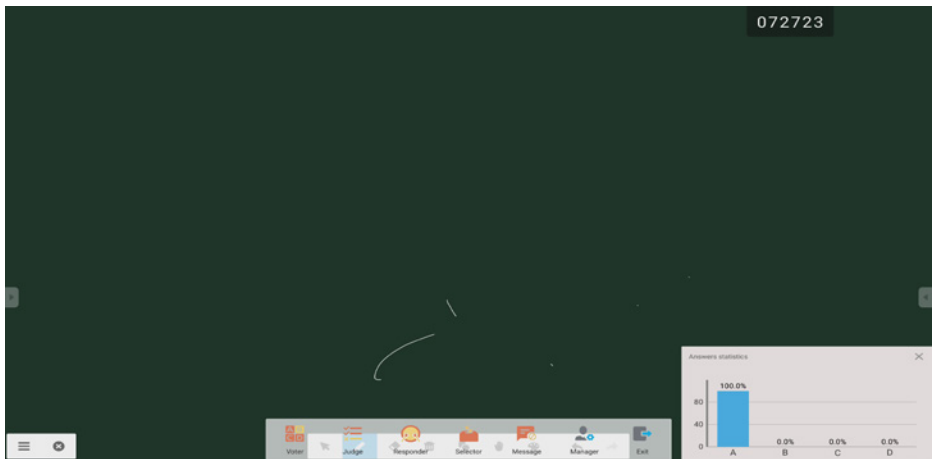 072723
Answers statistics
100.0%
80
40
0
0.0% 0.0% 0.0%
A B C D
Voter Judge Responder Selector Message Manager Exit